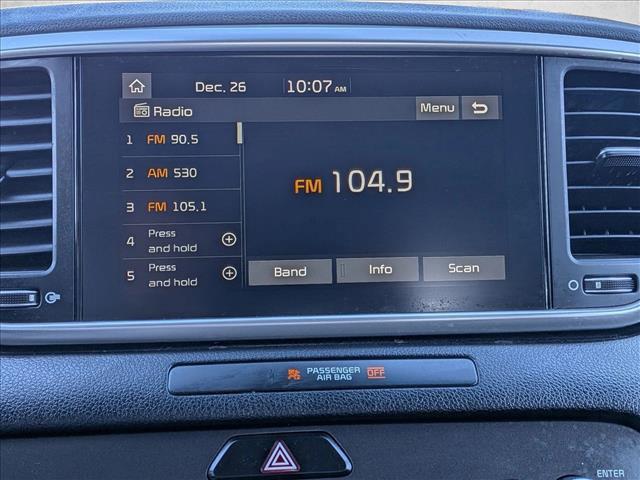 Dec. 26
10:07 AM
Radio
Menu
1 FM 90.5
2 AM 530
3 FM 105.1
4 Press and hold
5 Press and hold
FM 104.9
Band
Info
Scan
PASSENGER
AIR BAG
OFF
ENTER